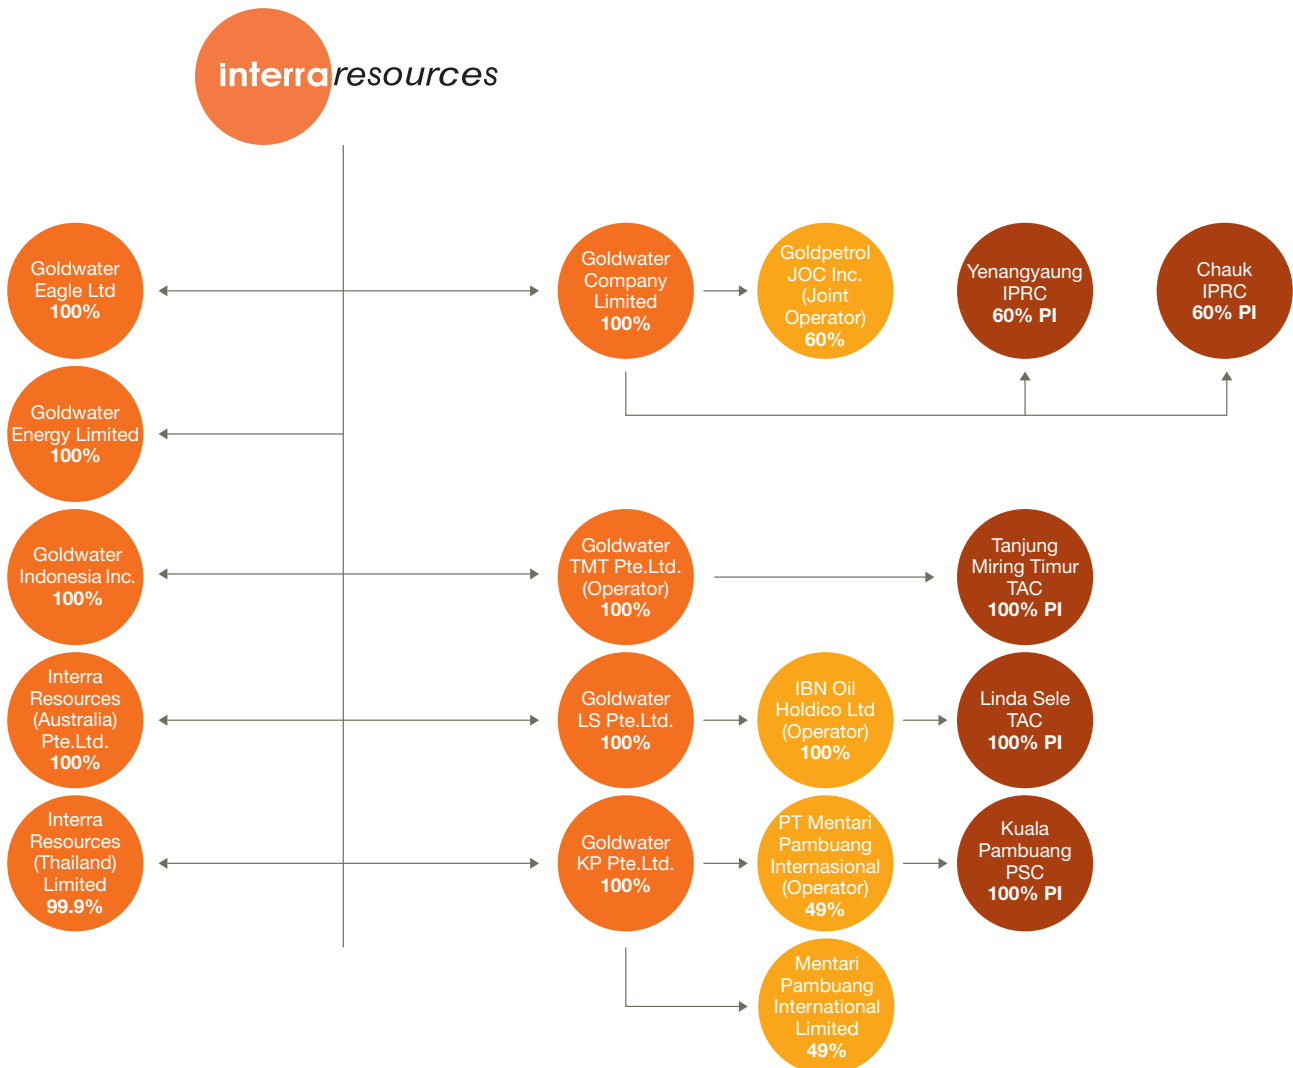 interraresources
Goldwater
Eagle Ltd
100%
Goldwater
Company
Limited
100%
Goldpetrol
JOC Inc.
(Joint
Operator)
60%
Yenangyaung
IPRC
60% PI
Chauk
IPRC
60% PI
Goldwater
Energy Limited
100%
Goldwater
Indonesia Inc.
100%
Goldwater
TMT Pte.Ltd.
(Operator)
100%
Tanjung
Miring Timur
TAC
100% PI
Interra
Resources
(Australia)
Pte.Ltd.
100%
Goldwater
LS Pte.Ltd.
100%
IBN Oil
Holdico Ltd
(Operator)
100%
Linda Sele
TAC
100% PI
Interra
Resources
(Thailand)
Limited
99.9%
Goldwater
KP Pte.Ltd.
100%
PT Mentari
Pambuang
Internasional
(Operator)
49%
Kuala
Pambuang
PSC
100% PI
Mentari
Pambuang
International
Limited
49%